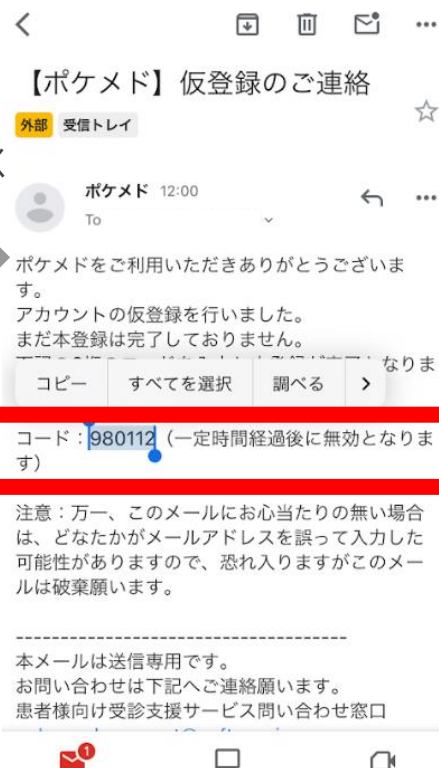 【ポケメド】仮登録のご連絡
外部 受信トレイ
ポケメド 12:00
To
ポケメドをご利用いただきありがとうございま
す。
アカウントの仮登録を行いました。
まだ本登録は完了しておりません。
なりま
コピー すべてを選択 調べる
コード：980112（一定時間経過後に無効となりま
す）
注意：万一、このメールにお心当たりの無い場合
は、どなたかがメールアドレスを誤って入力した
可能性がありますので、恐れ入りますがこのメー
ルは破棄願います。
------------------------------------
本メールは送信専用です。
お問い合わせは下記へご連絡願います。
患者様向け受診支援サービス問い合わせ窓口
1